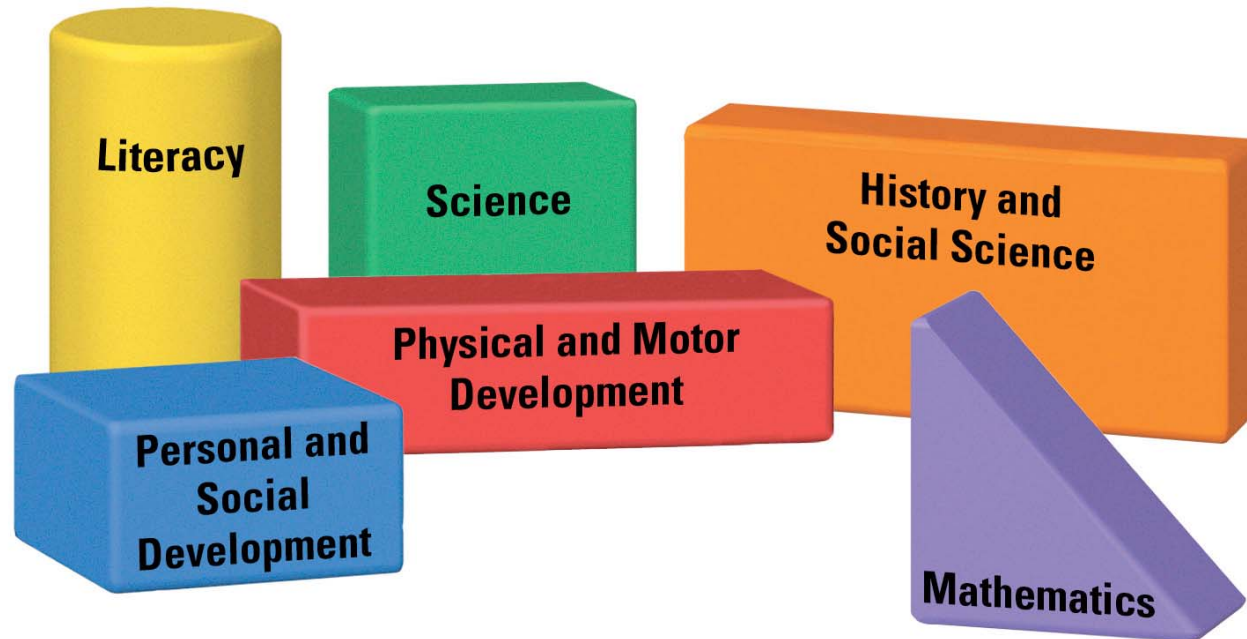 Literacy
Science
History and
Social Science
Physical and Motor
Development
Personal and
Social
Development
Mathematics